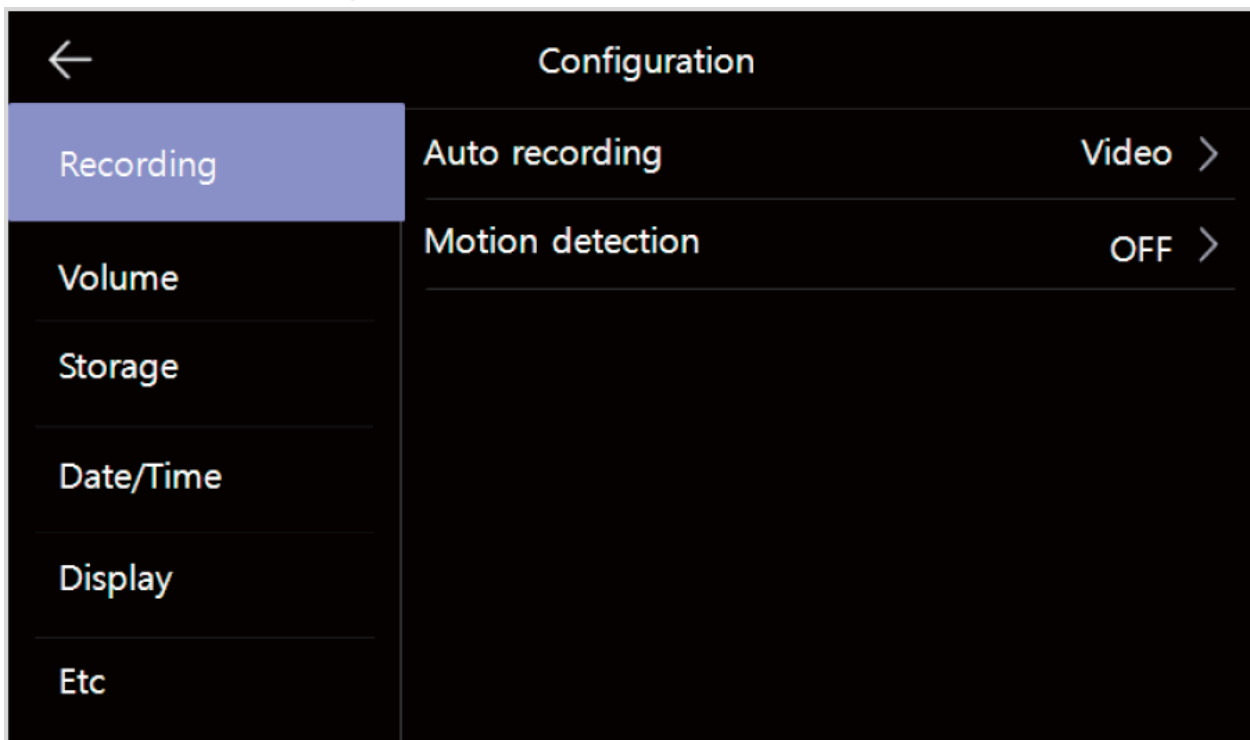 Configuration
Recording
Auto recording Video
Motion detection OFF
Volume
Storage
Date/Time
Display
Etc